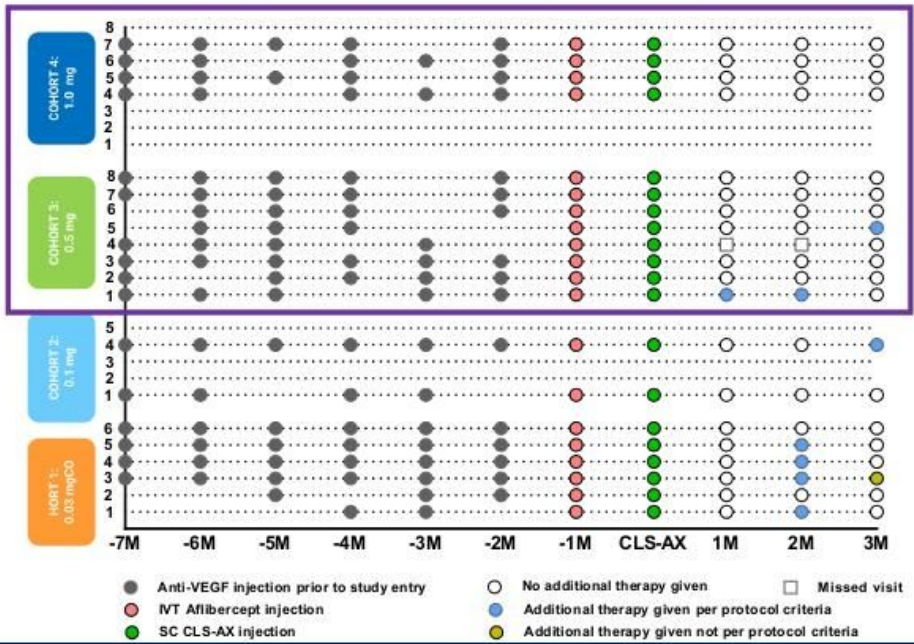 COHORT 4:
1.0 mg
8
7
6
5
4
3
2
1
COHORT 3:
0.5 mg
8
7
6
5
4
3
2
1
COHORT 2:
0.1 mg
5
4
3
2
1
HORT 1:
0.03 mgCO
6
5
4
3
2
1
-7M -6M -5M -4M -3M -2M -1M CLS-AX 1M 2M 3M
Anti-VEGF injection prior to study entry
No additional therapy given
Missed visit
IVT Aflibercept injection
Additional therapy given per protocol criteria
SC CLS-AX injection
Additional therapy given not per protocol criteria